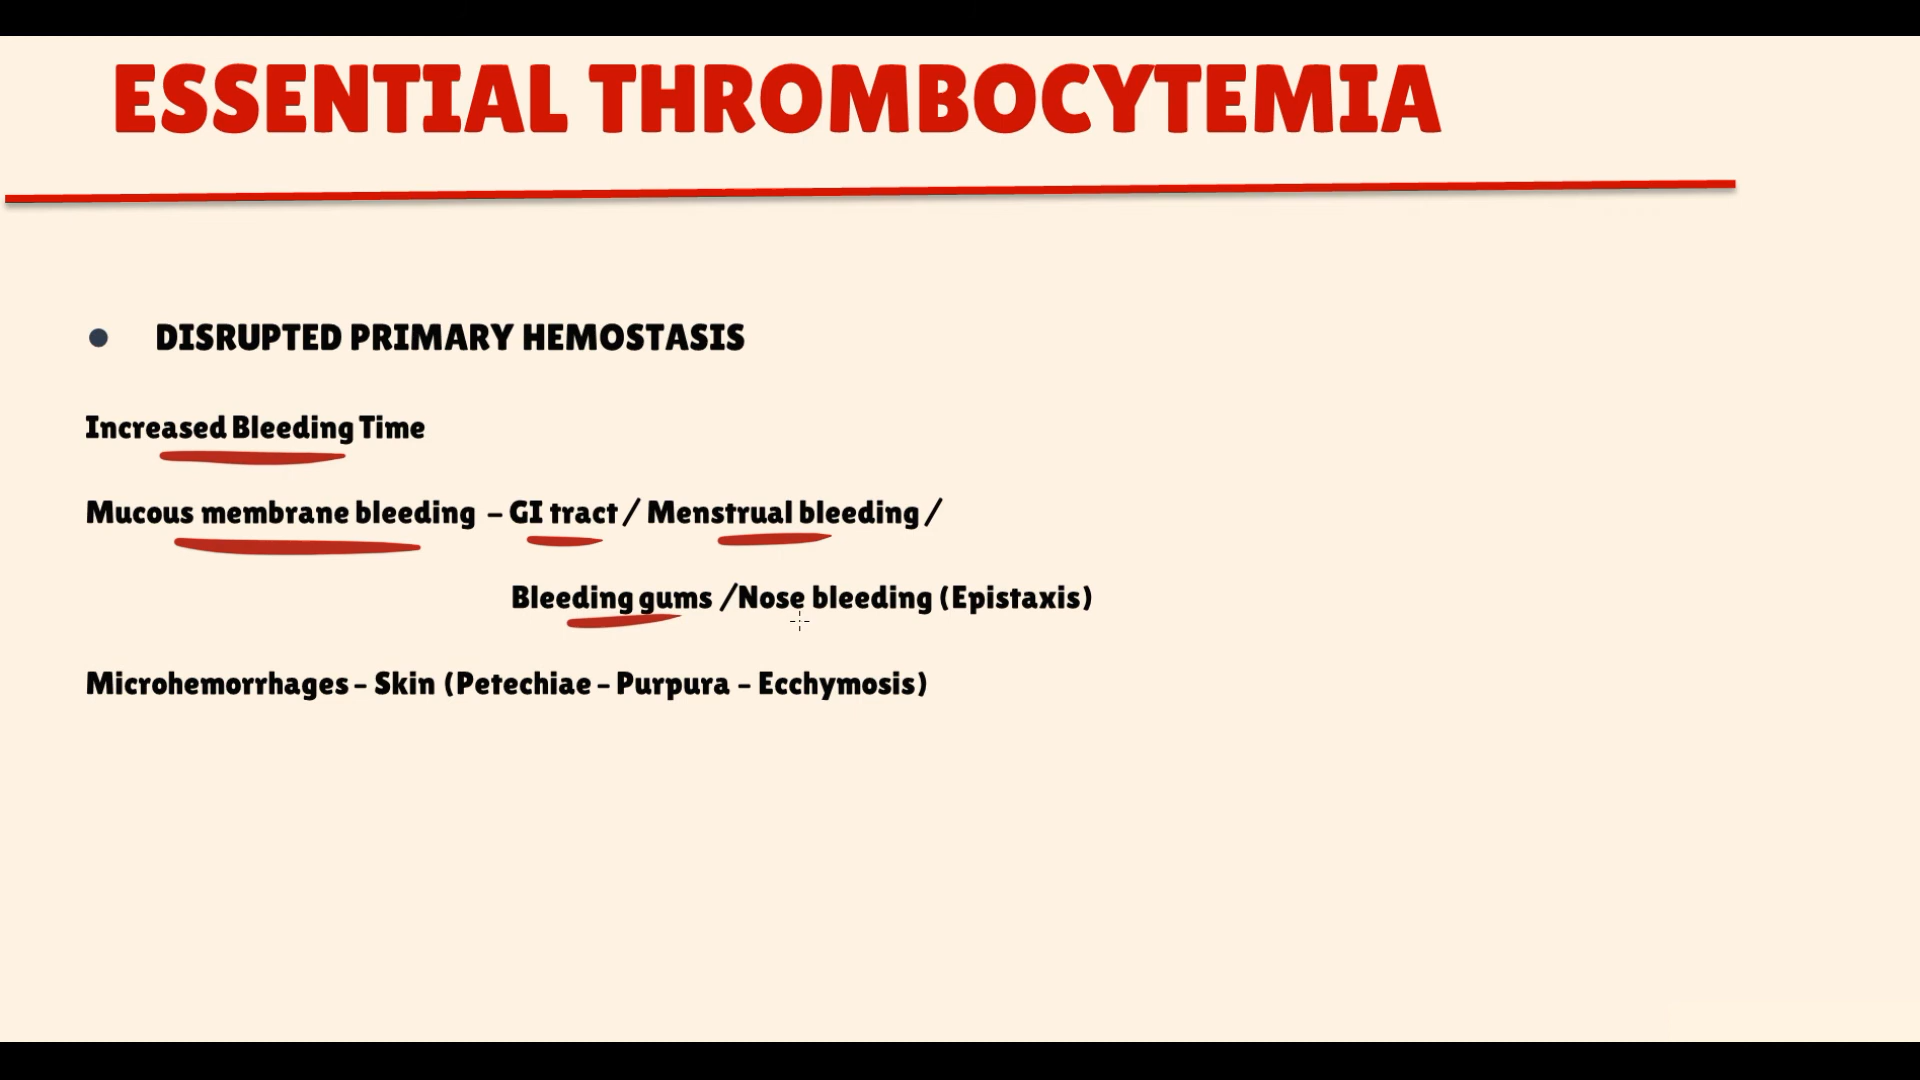 ESSENTIAL THROMBOCYTEMIA
● DISRUPTED PRIMARY HEMOSTASIS
Increased Bleeding Time
Mucous membrane bleeding – GI tract / Menstrual bleeding /
Bleeding gums /Nose bleeding (Epistaxis)
Microhemorrhages – Skin (Petechiae – Purpura – Ecchymosis)